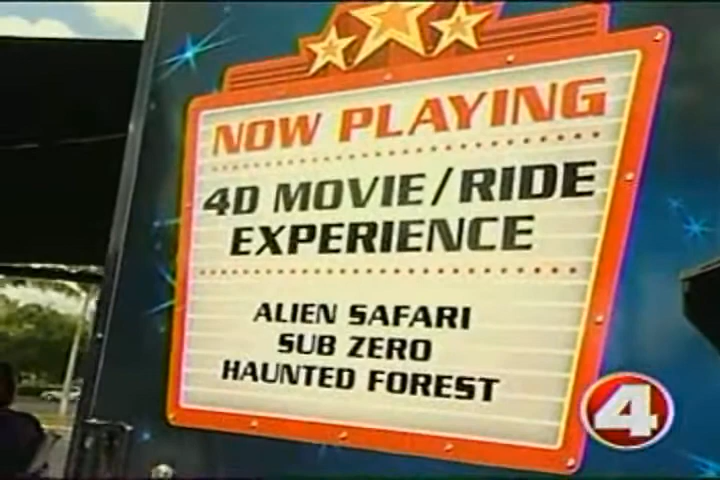 NOW PLAYING
4D MOVIE/RIDE
EXPERIENCE
ALIEN SAFARI
SUB ZERO
HAUNTED FOREST
4